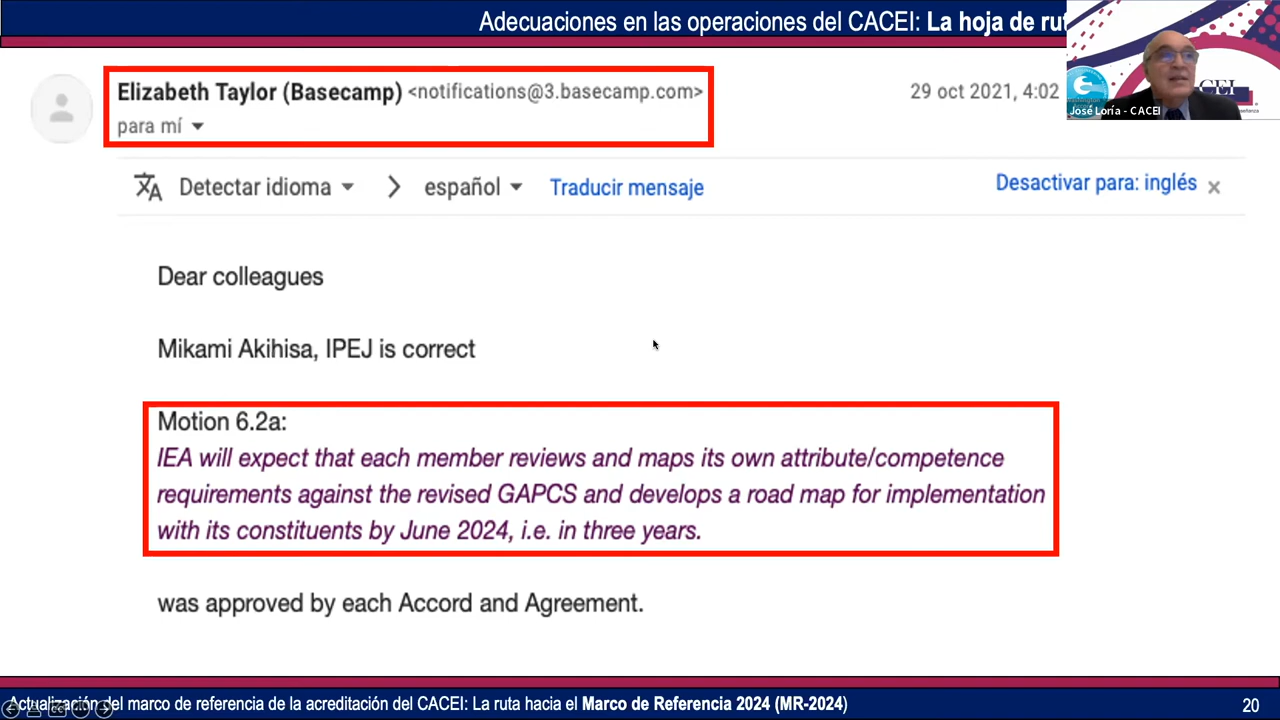 Adecuaciones en las operaciones del CACEI: La hoja de
Elizabeth Taylor (Basecamp) <notifications@3.basecamp.com>
29 oct 2021, 4:02
para mí
José Loría - CACEI
Detectar idioma
español
Traducir mensaje
Desactivar para: inglés
Dear colleagues
Mikami Akihisa, IPEJ is correct
Motion 6.2a:
IEA will expect that each member reviews and maps its own attribute/competence
requirements against the revised GAPCS and develops a road map for implementation
with its constituents by June 2024, i.e. in three years.
was approved by each Accord and Agreement.
Actualización del marco de referencia de la acreditación del CACEI: La ruta hacia el Marco de Referencia 2024 (MR-2024)
20